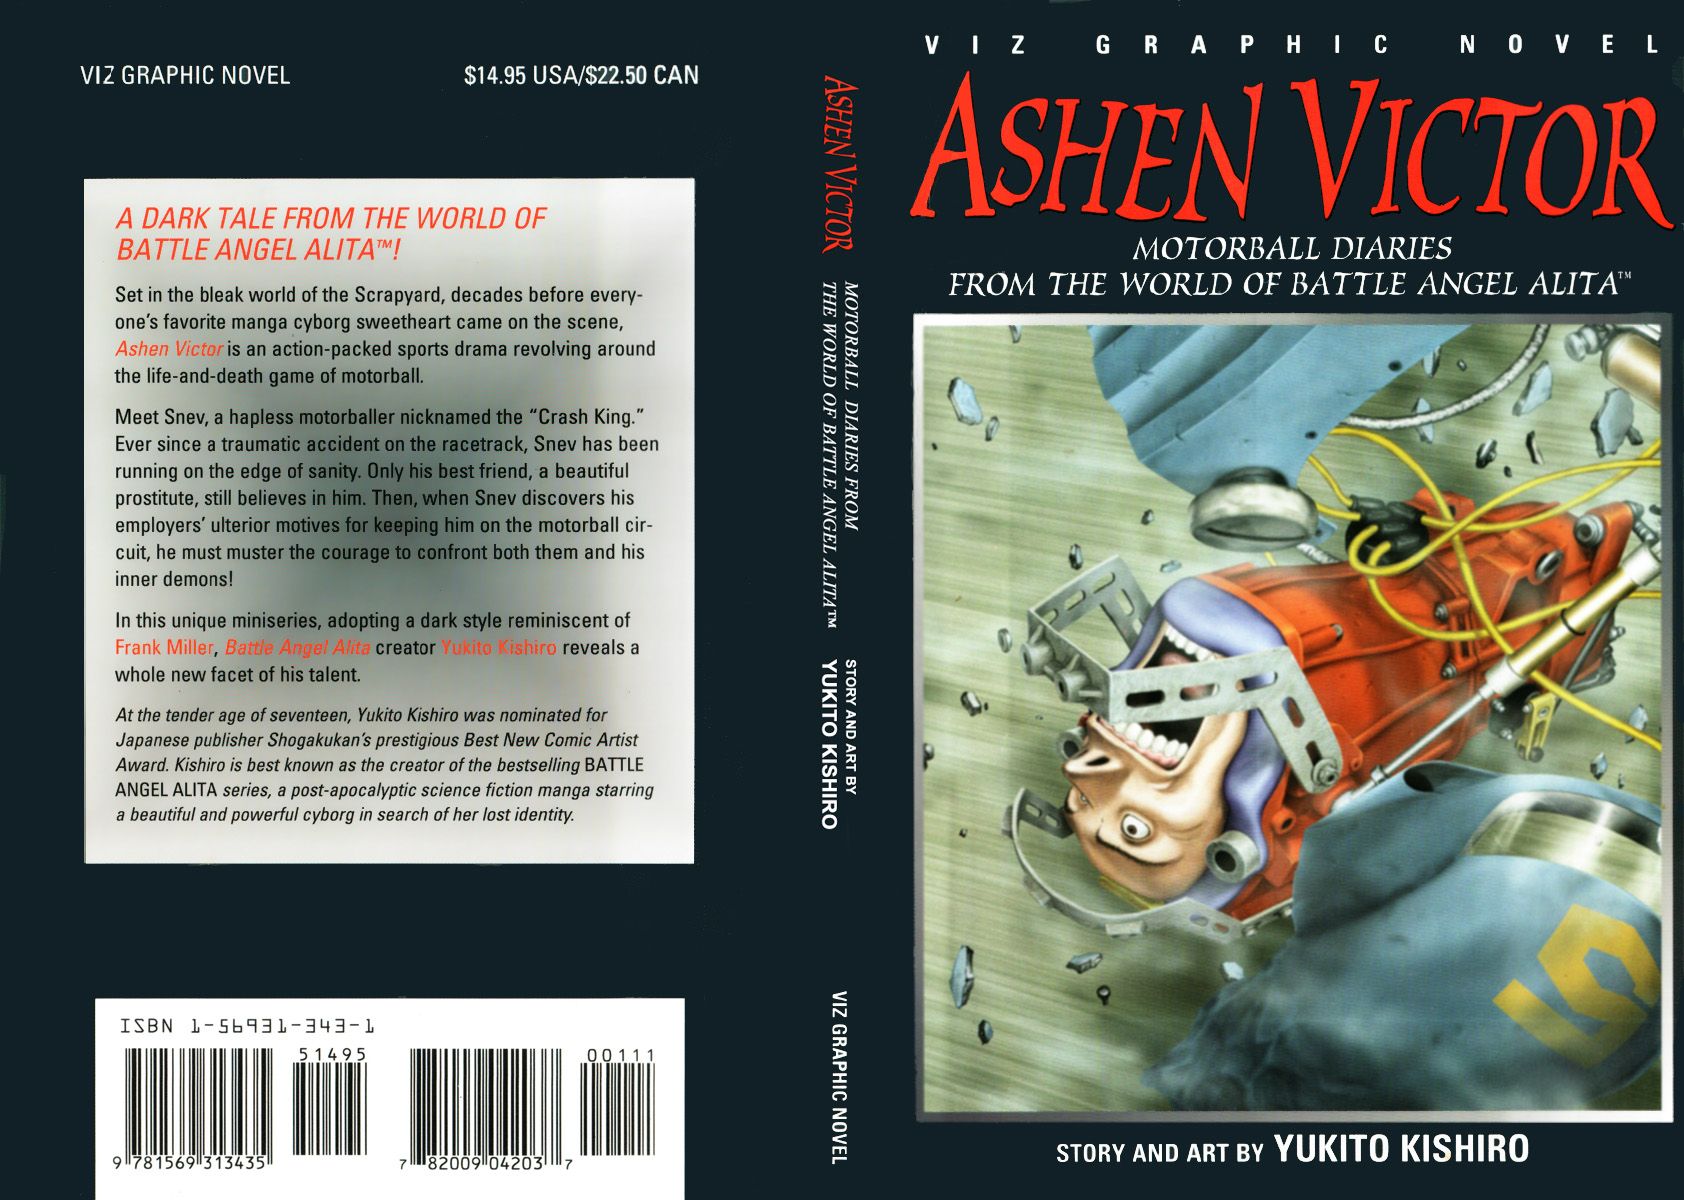 VIZ GRAPHIC NOVEL
$14.95 USA/$22.50 CAN
A DARK TALE FROM THE WORLD OF
BATTLE ANGEL ALITA™!
Set in the bleak world of the Scrapyard, decades before every-
one's favorite manga cyborg sweetheart came on the scene,
Ashen Victor is an action-packed sports drama revolving around
the life-and-death game of motorball.
Meet Snev, a hapless motorballer nicknamed the “Crash King.”
Ever since a traumatic accident on the racetrack, Snev has been
running on the edge of sanity. Only his best friend, a beautiful
prostitute, still believes in him. Then, when Snev discovers his
employers' ulterior motives for keeping him on the motorball cir-
cuit, he must muster the courage to confront both them and his
inner demons!
In this unique miniseries, adopting a dark style reminiscent of
Frank Miller, Battle Angel Alita creator Yukito Kishiro reveals a
whole new facet of his talent.
At the tender age of seventeen, Yukito Kishiro was nominated for
Japanese publisher Shogakukan's prestigious Best New Comic Artist
Award. Kishiro is best known as the creator of the bestselling BATTLE
ANGEL ALITA series, a post-apocalyptic science fiction manga starring
a beautiful and powerful cyborg in search of her lost identity.
ISBN 1-56931-343-1
51495
00111
9 781569 313435
7 82009 04203 7
ASHEN VICTOR
MOTORBALL DIARIES FROM
THE WORLD OF BATTLE ANGEL ALITA™
STORY AND ART BY
YUKITO KISHIRO
VIZ GRAPHIC NOVEL
VIZ GRAPHIC NOVEL
ASHEN VICTOR
MOTORBALL DIARIES
FROM THE WORLD OF BATTLE ANGEL ALITA™
5
STORY AND ART BY YUKITO KISHIRO